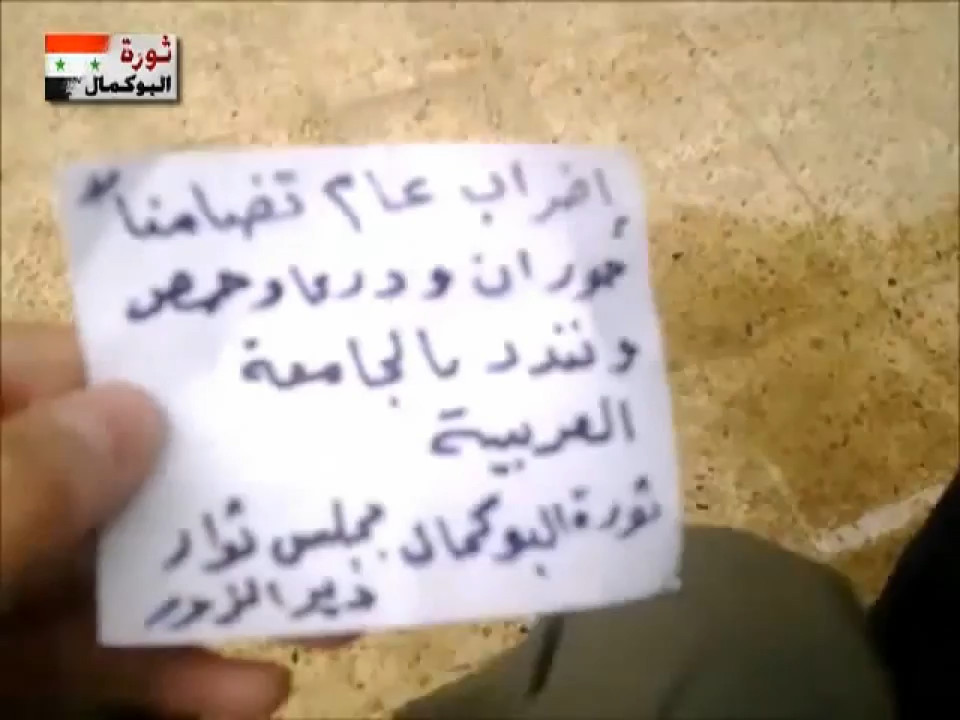 ثورة
البوكمال
إضراب عام تضامناً
حوران ودرعا وحمص
ونندد بالجامعة
العربية
ثورة البوكمال مجلس ثوار
دير الزور